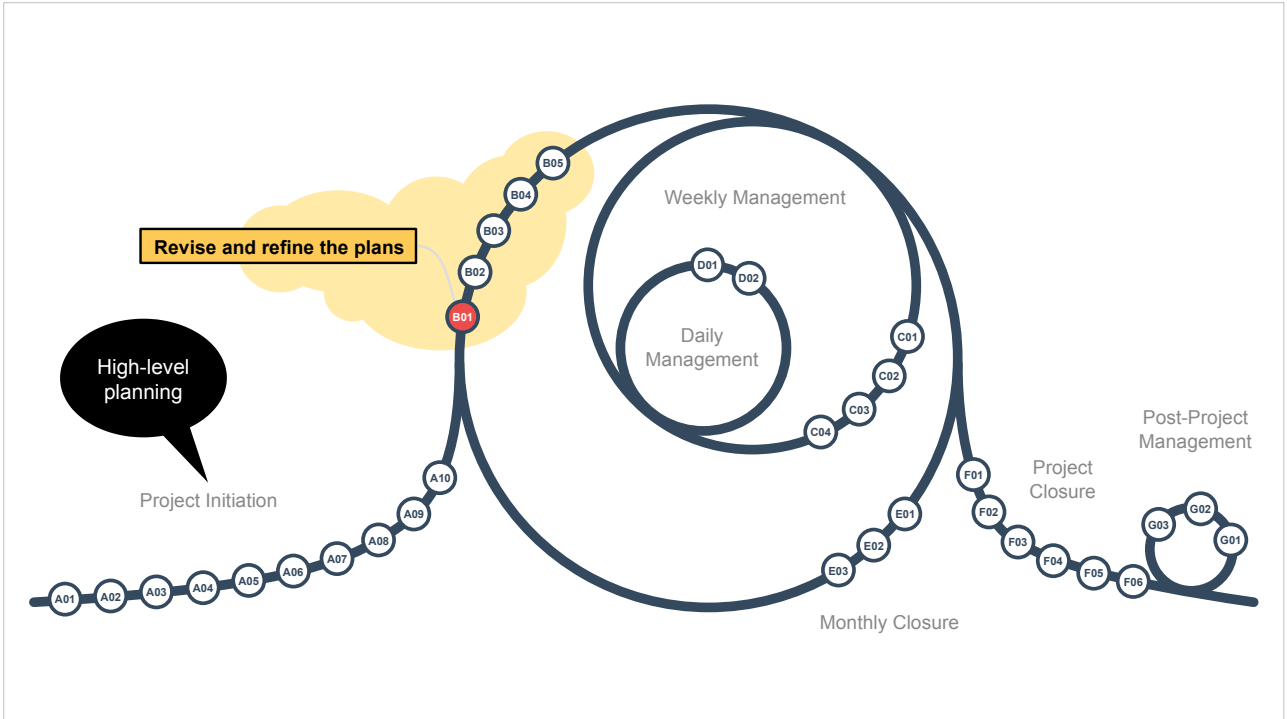 B05
B04
B03
B02
B01
Revise and refine the plans
Weekly Management
D01
D02
Daily
Management
C01
C02
C03
C04
High-level
planning
Project Initiation
A01
A02
A03
A04
A05
A06
A07
A08
A09
A10
E01
E02
E03
Monthly Closure
Project
Closure
F01
F02
F03
F04
F05
F06
Post-Project
Management
G03
G02
G01